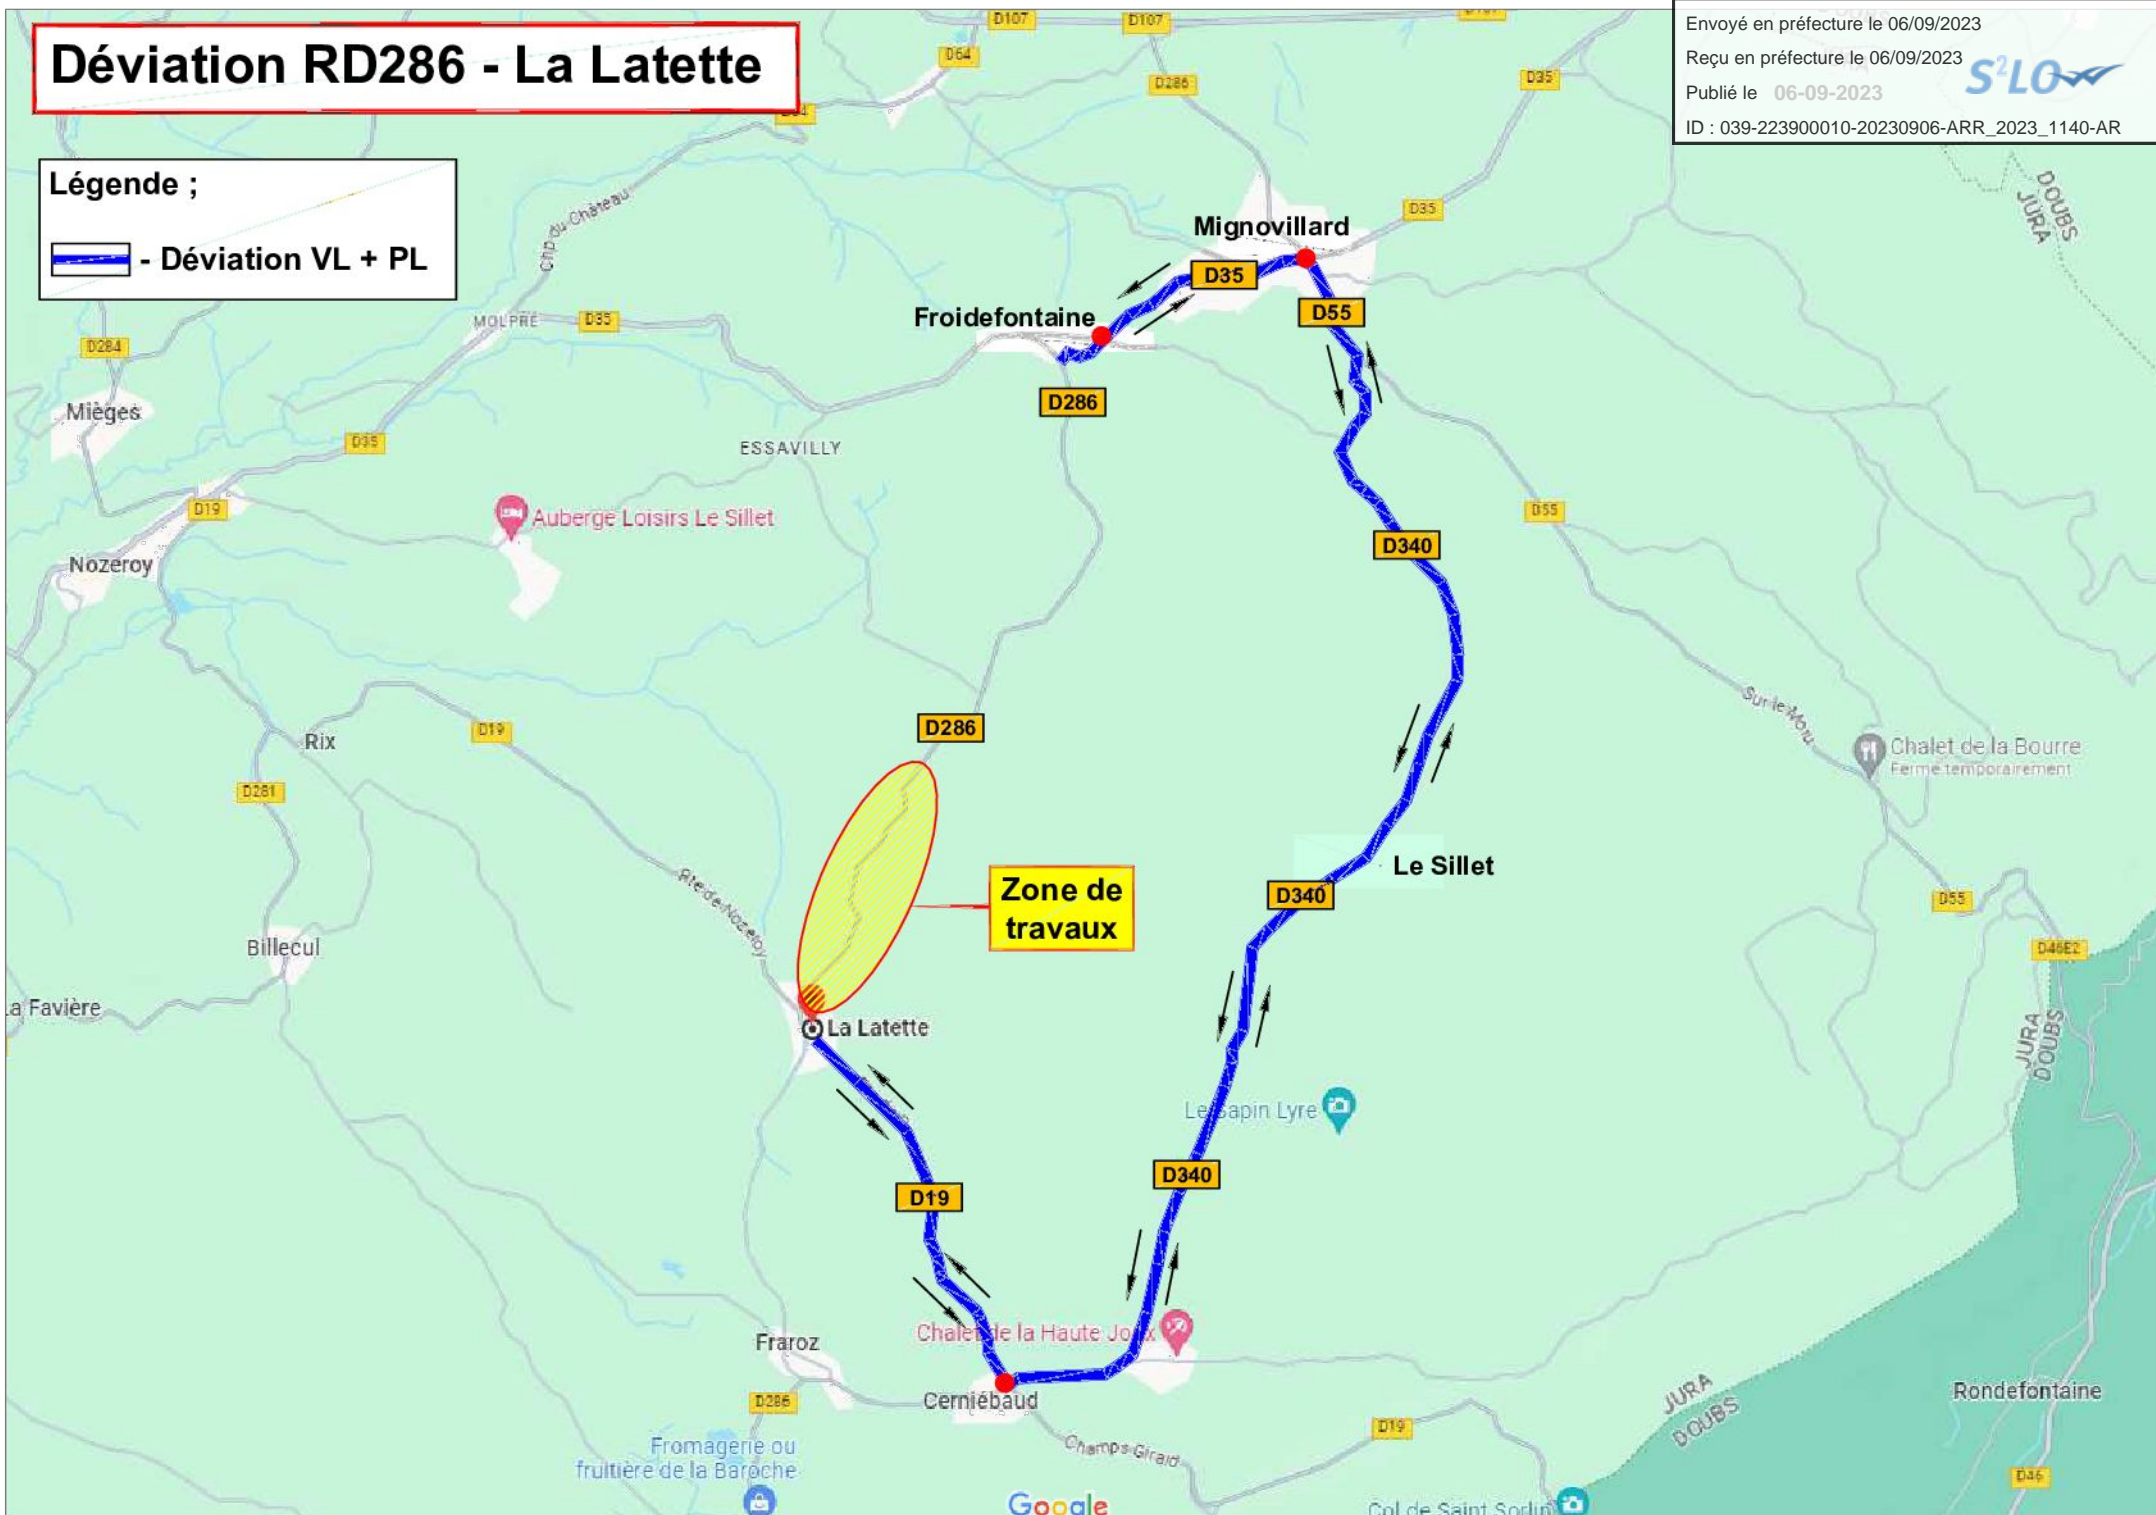 Déviation RD286 - La Latette
Envoyé en préfecture le 06/09/2023
Reçu en préfecture le 06/09/2023
Publié le 06-09-2023
S²LO
ID : 039-223900010-20230906-ARR_2023_1140-AR
Légende ;
- Déviation VL + PL
D107
D107
D64
D286
D35
DOUBS
JURA
Chp du Château
D35
Mignovillard
D35
D55
Froidefontaine
MOLPRÉ
D35
D284
D286
Mièges
D35
ESSAVILLY
D19
Auberge Loisirs Le Sillet
D55
D340
Nozeroy
Sur le Mont
D286
D19
Rix
Chalet de la Bourre
Fermé temporairement
D281
Le Sillet
Zone de
travaux
D340
Rte de Nozeroy
D55
Billecul
D46E2
La Latette
JURA
DOUBS
Le Sapin Lyre
D340
D19
Fraroz
Chalet de la Haute Joux
Cerniébaud
D286
JURA
DOUBS
Rondefontaine
D19
Champs Girard
Fromagerie ou
fruitière de la Baroche
D46
Google
Col de Saint Sorlin